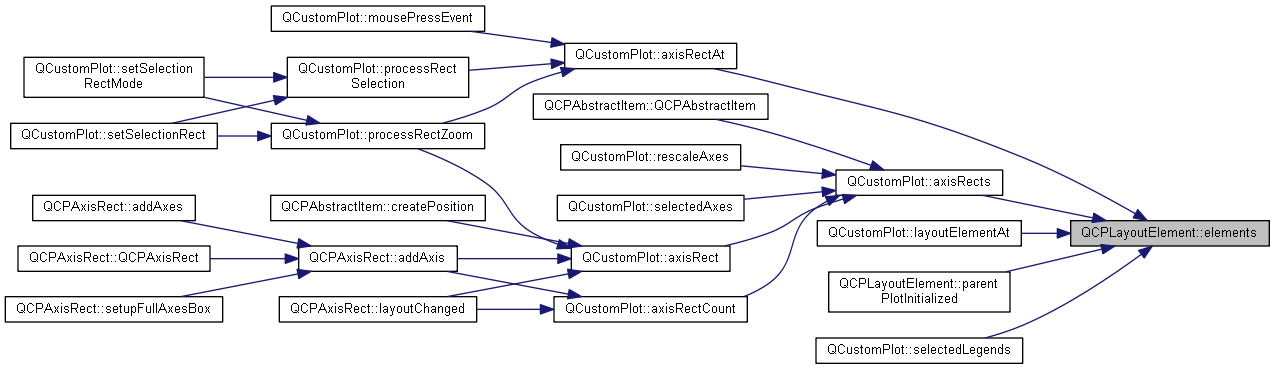 QCustomPlot::mousePressEvent
QCustomPlot::axisRectAt
QCustomPlot::setSelection
RectMode
QCustomPlot::processRect
Selection
QCPAbstractItem::QCPAbstractItem
QCustomPlot::setSelectionRect
QCustomPlot::processRectZoom
QCustomPlot::rescaleAxes
QCustomPlot::axisRects
QCPAxisRect::addAxes
QCPAbstractItem::createPosition
QCustomPlot::selectedAxes
QCustomPlot::layoutElementAt
QCPLayoutElement::elements
QCPAxisRect::QCPAxisRect
QCPAxisRect::addAxis
QCustomPlot::axisRect
QCPLayoutElement::parent
PlotInitialized
QCPAxisRect::setupFullAxesBox
QCPAxisRect::layoutChanged
QCustomPlot::axisRectCount
QCustomPlot::selectedLegends